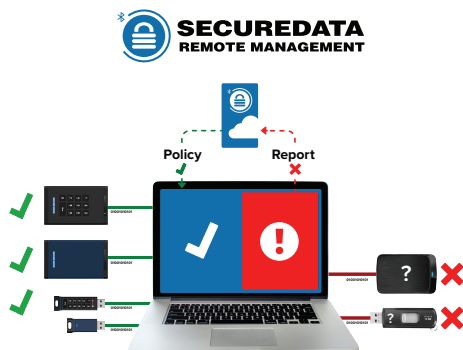 SECUREDATA
REMOTE MANAGEMENT
Policy
Report
?
?